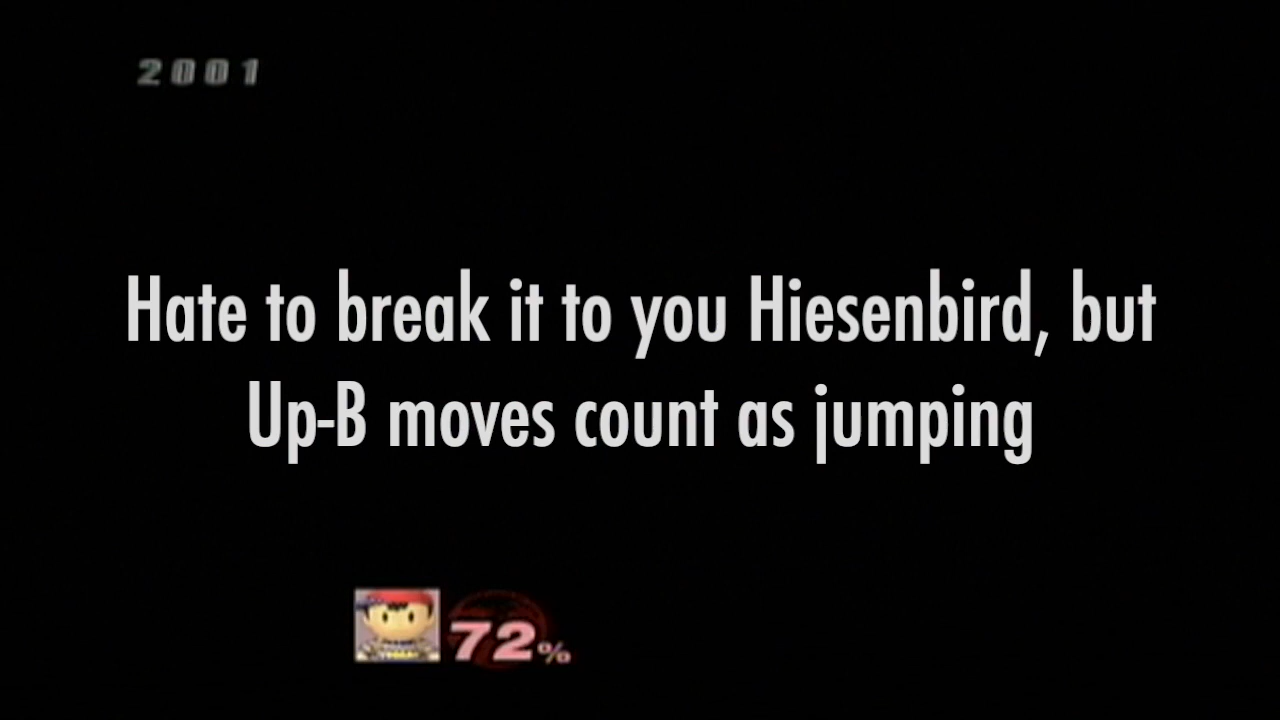 2001
Hate to break it to you Hiesenbird, but
Up-B moves count as jumping
72%